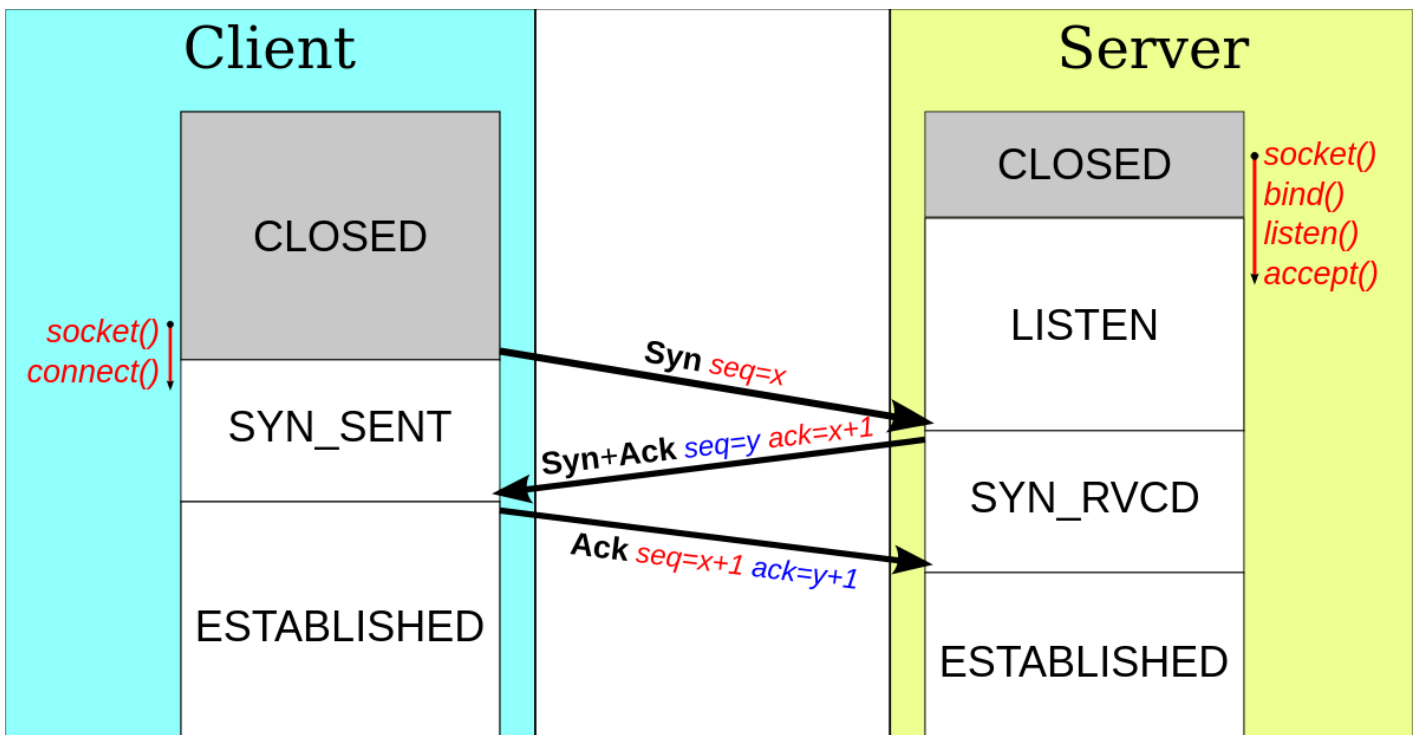 Client
Server
CLOSED
socket()
connect()
SYN_SENT
ESTABLISHED
Syn seq=x
Syn+Ack seq=y ack=x+1
Ack seq=x+1 ack=y+1
CLOSED
socket()
bind()
listen()
accept()
LISTEN
SYN_RVCD
ESTABLISHED